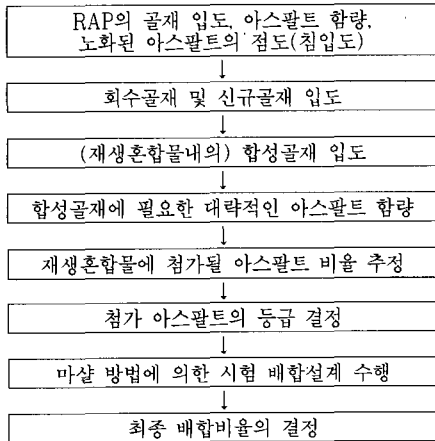 RAP의 골재 입도, 아스팔트 함량,
노화된 아스팔트의 점도(침입도)
회수골재 및 신규골재 입도
(재생혼합물내의) 합성골재 입도
합성골재에 필요한 대략적인 아스팔트 함량
재생혼합물에 첨가될 아스팔트 비율 추정
첨가 아스팔트의 등급 결정
마샬 방법에 의한 시험 배합설계 수행
최종 배합비율의 결정